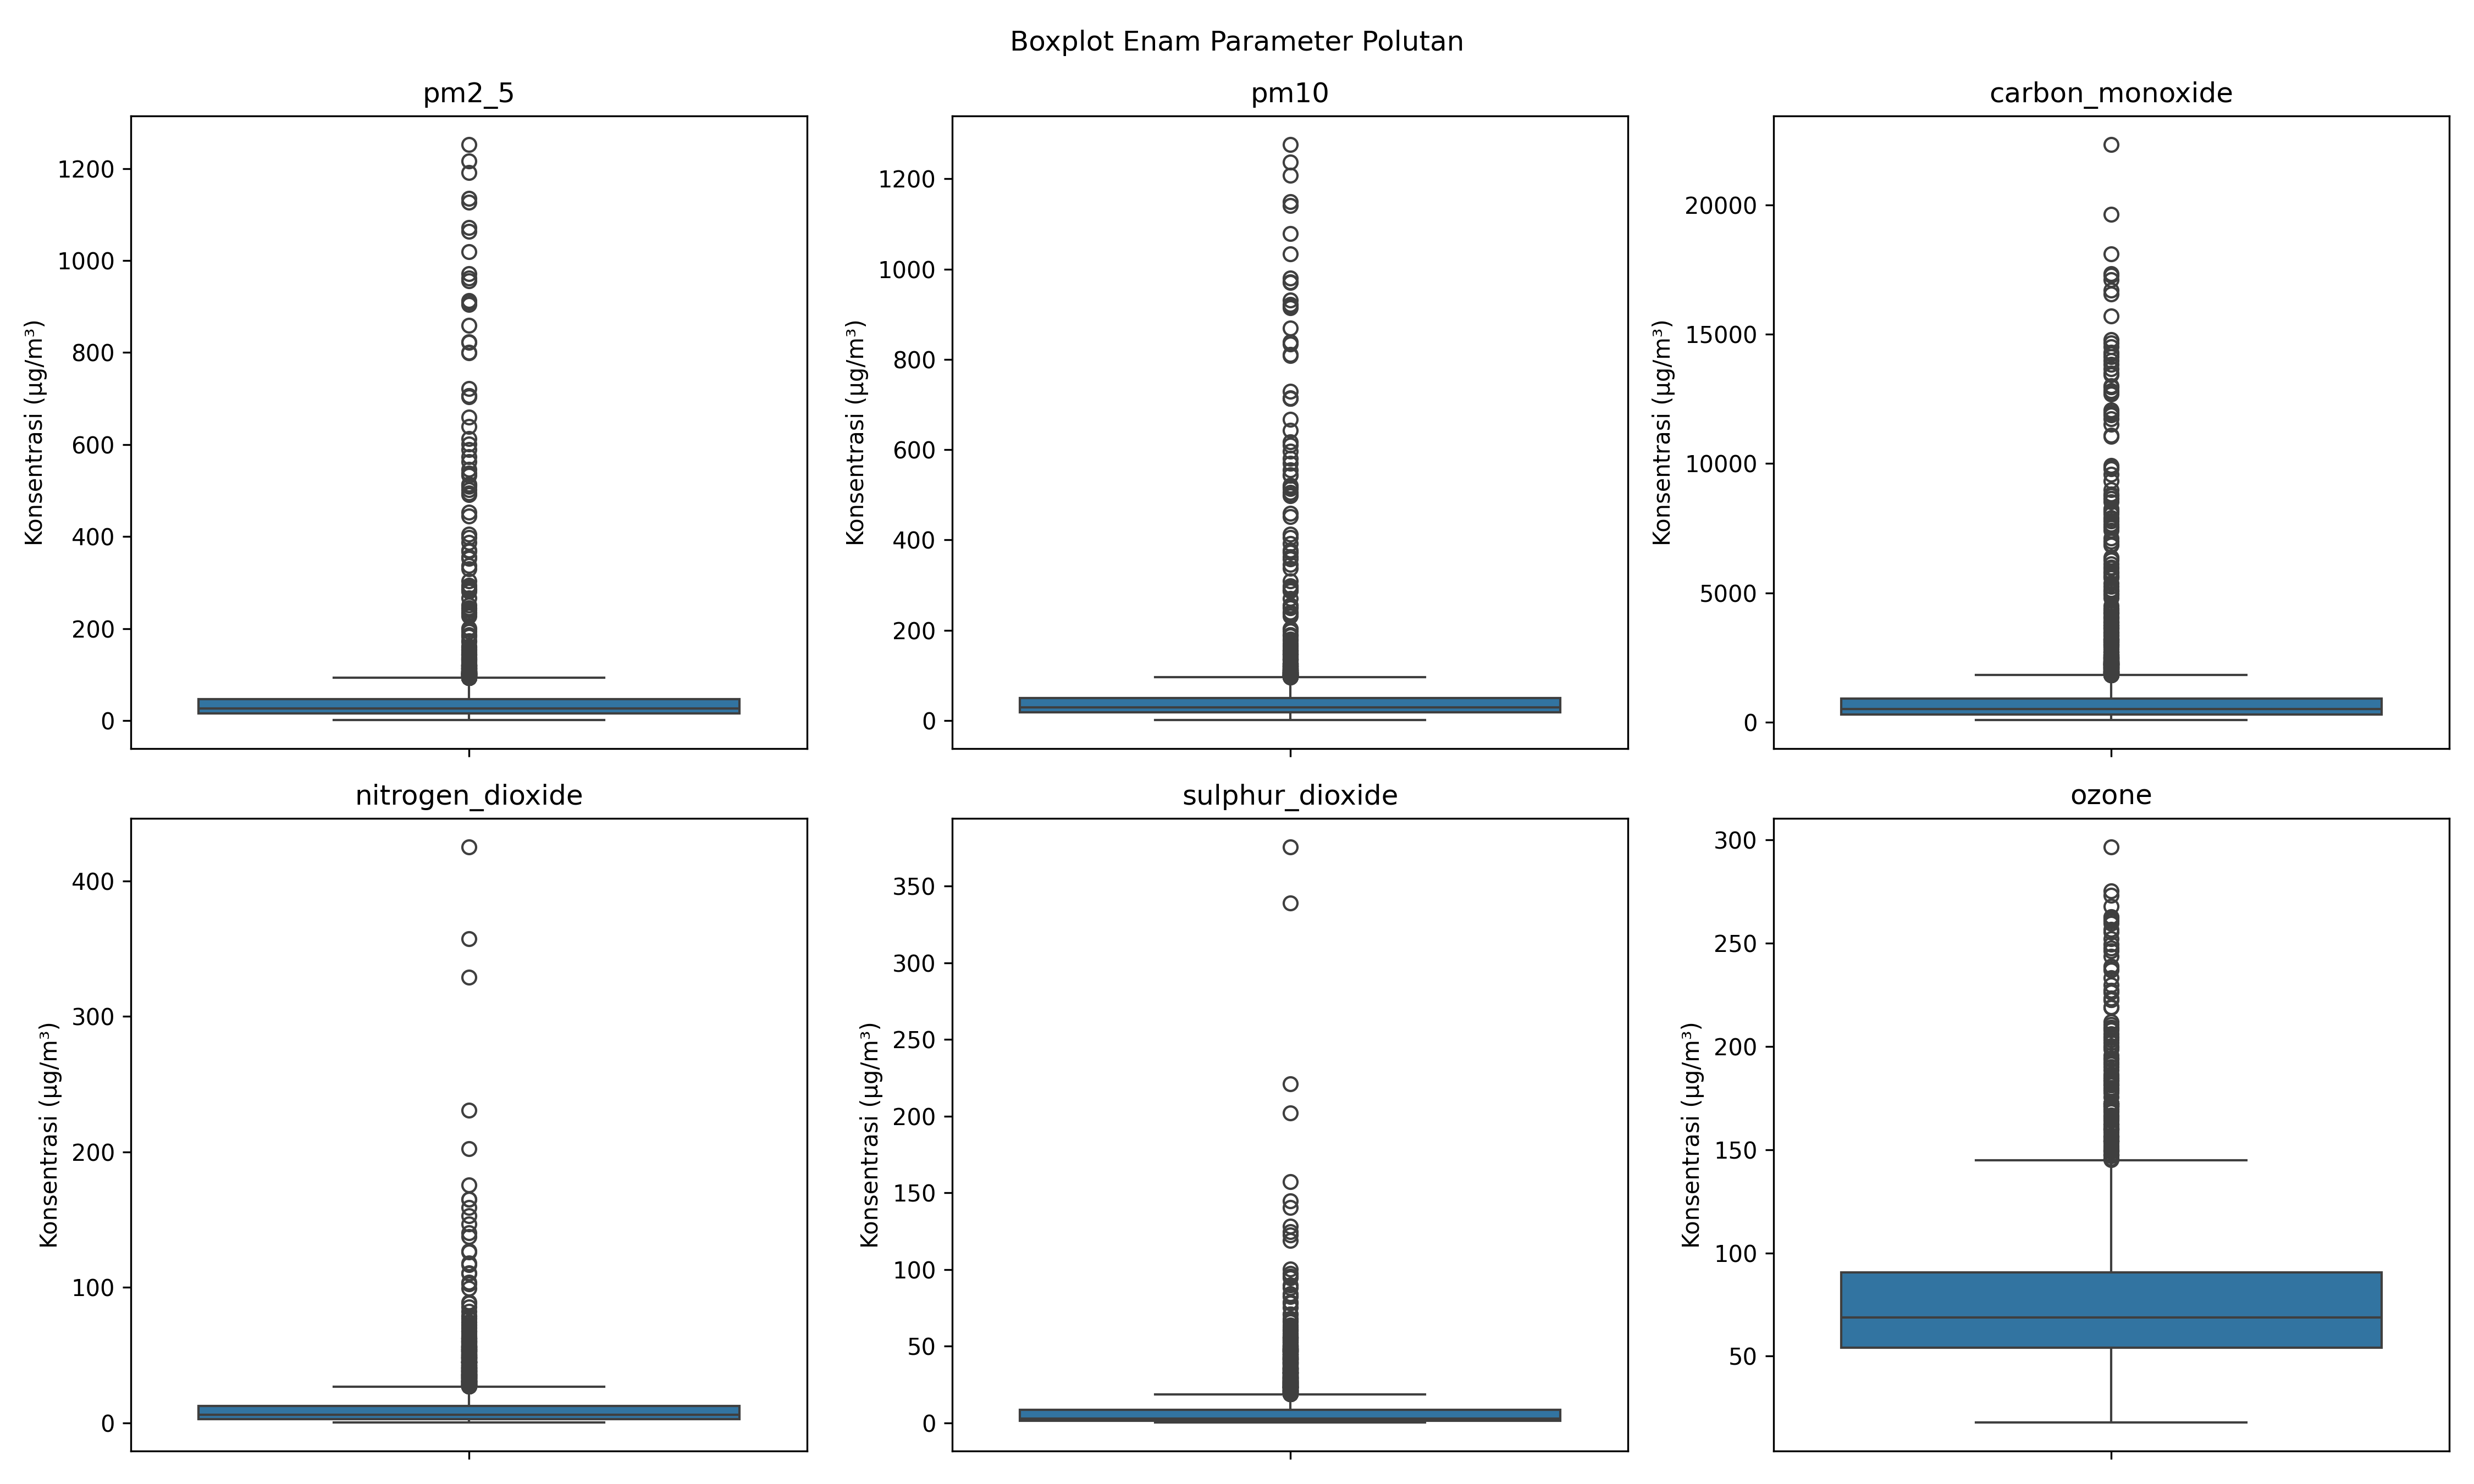 Boxplot Enam Parameter Polutan
pm2_5
Konsentrasi (µg/m³)
1200
1000
800
600
400
200
0
pm10
Konsentrasi (µg/m³)
1200
1000
800
600
400
200
0
carbon_monoxide
Konsentrasi (µg/m³)
20000
15000
10000
5000
0
nitrogen_dioxide
Konsentrasi (µg/m³)
400
300
200
100
0
sulphur_dioxide
Konsentrasi (µg/m³)
350
300
250
200
150
100
50
0
ozone
Konsentrasi (µg/m³)
300
250
200
150
100
50